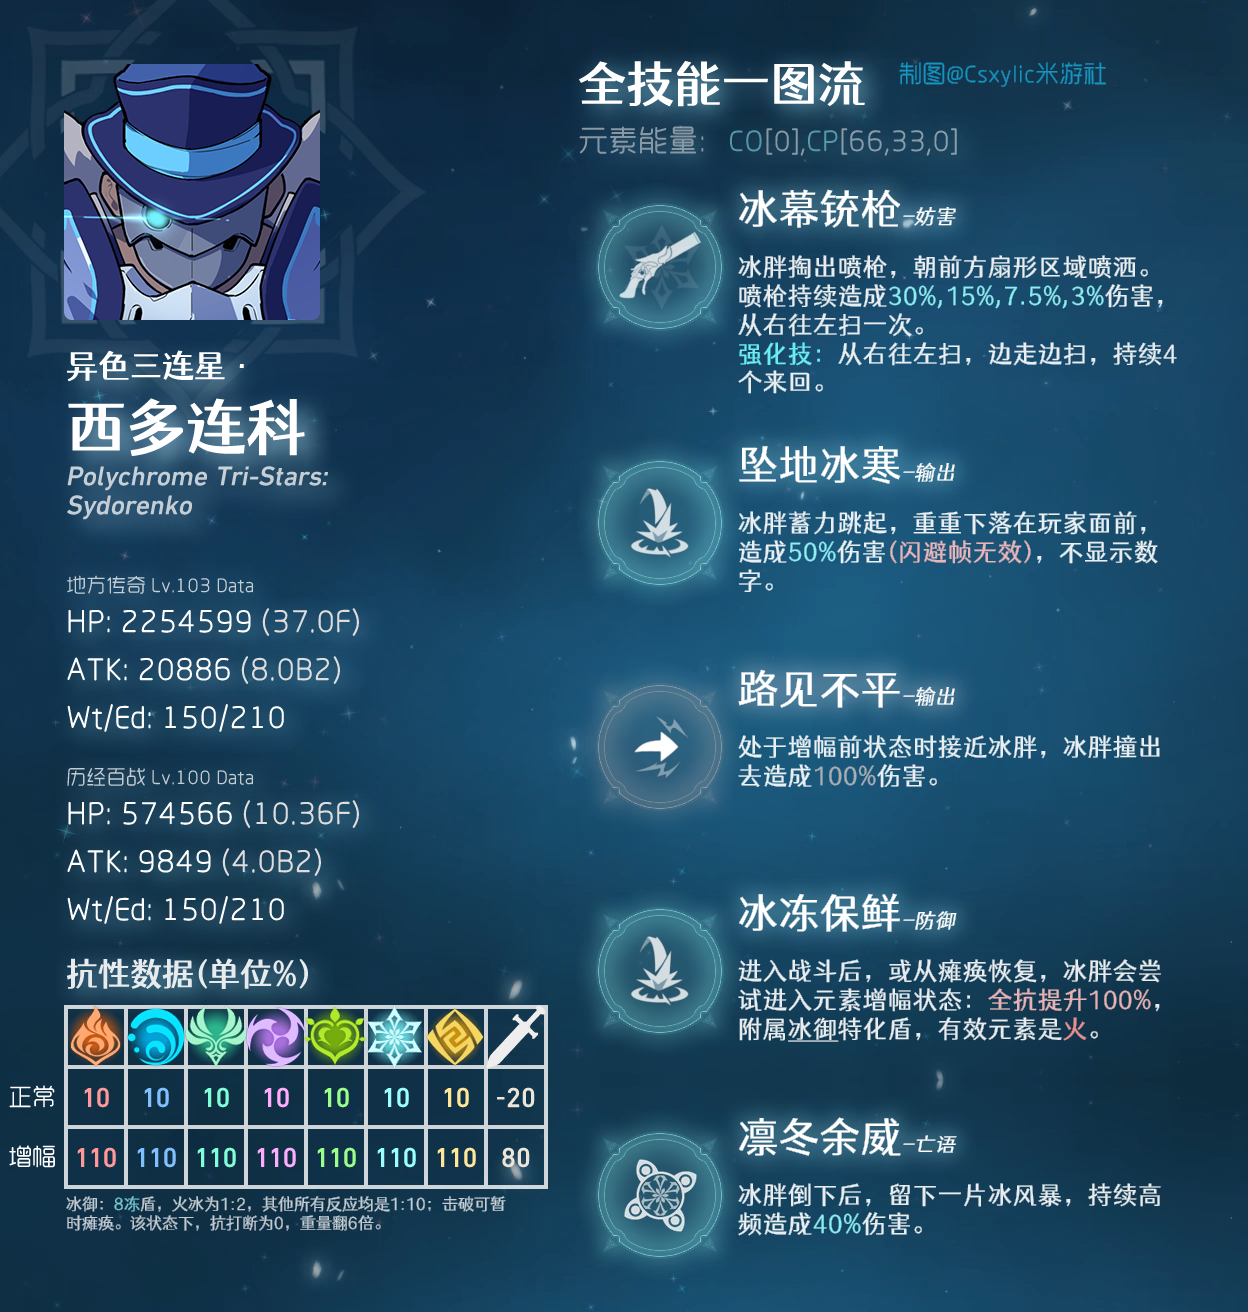 全技能一图流
制图@Csxylic米游社
元素能量： CO[0],CP[66,33,0]
异色三连星·
西多连科
Polychrome Tri-Stars:
Sydorenko
地方传奇 Lv.103 Data
HP: 2254599 (37.0F)
ATK: 20886 (8.0B2)
Wt/Ed: 150/210
历经百战 Lv.100 Data
HP: 574566 (10.36F)
ATK: 9849 (4.0B2)
Wt/Ed: 150/210
抗性数据(单位%)
正常 10 10 10 10 10 10 10 -20
增幅 110 110 110 110 110 110 110 80
冰御：8冻盾，火冰为1:2，其他所有反应均是1:10；击破可暂
时瘫痪。该状态下，抗打断为0，重量翻6倍。
冰幕铳枪–妨害
冰胖掏出喷枪，朝前方扇形区域喷洒。
喷枪持续造成30%,15%,7.5%,3%伤害，
从右往左扫一次。
强化技：从右往左扫，边走边扫，持续4
个来回。
坠地冰寒–输出
冰胖蓄力跳起，重重下落在玩家面前，
造成50%伤害(闪避帧无效)，不显示数
字。
路见不平–输出
处于增幅前状态时接近冰胖，冰胖撞出
去造成100%伤害。
冰冻保鲜–防御
进入战斗后，或从瘫痪恢复，冰胖会尝
试进入元素增幅状态：全抗提升100%，
附属冰御特化盾，有效元素是火。
凛冬余威–亡语
冰胖倒下后，留下一片冰风暴，持续高
频造成40%伤害。